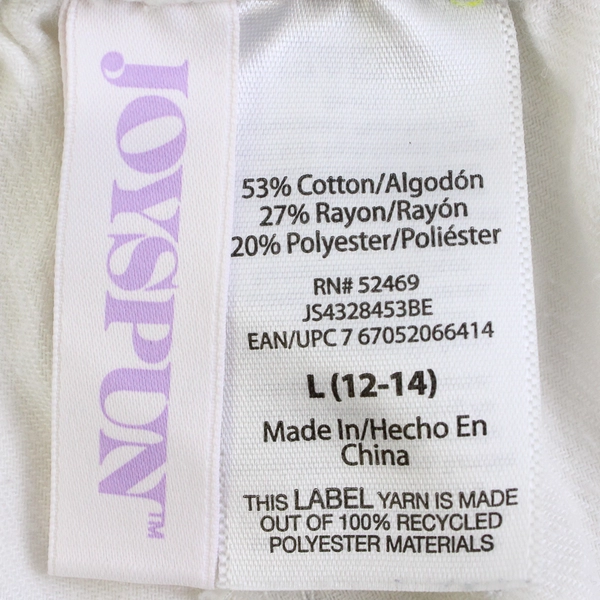 JOYSPUN™
53% Cotton/Algodón
27% Rayon/Rayón
20% Polyester/Poliéster
RN# 52469
JS4328453BE
EAN/UPC 7 67052066414
L (12-14)
Made In/Hecho En
China
THIS LABEL YARN IS MADE
OUT OF 100% RECYCLED
POLYESTER MATERIALS